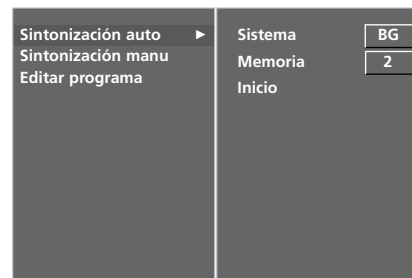 Sintonización auto ►
Sintonización manu
Editar programa
Sistema BG
Memoria 2
Inicio